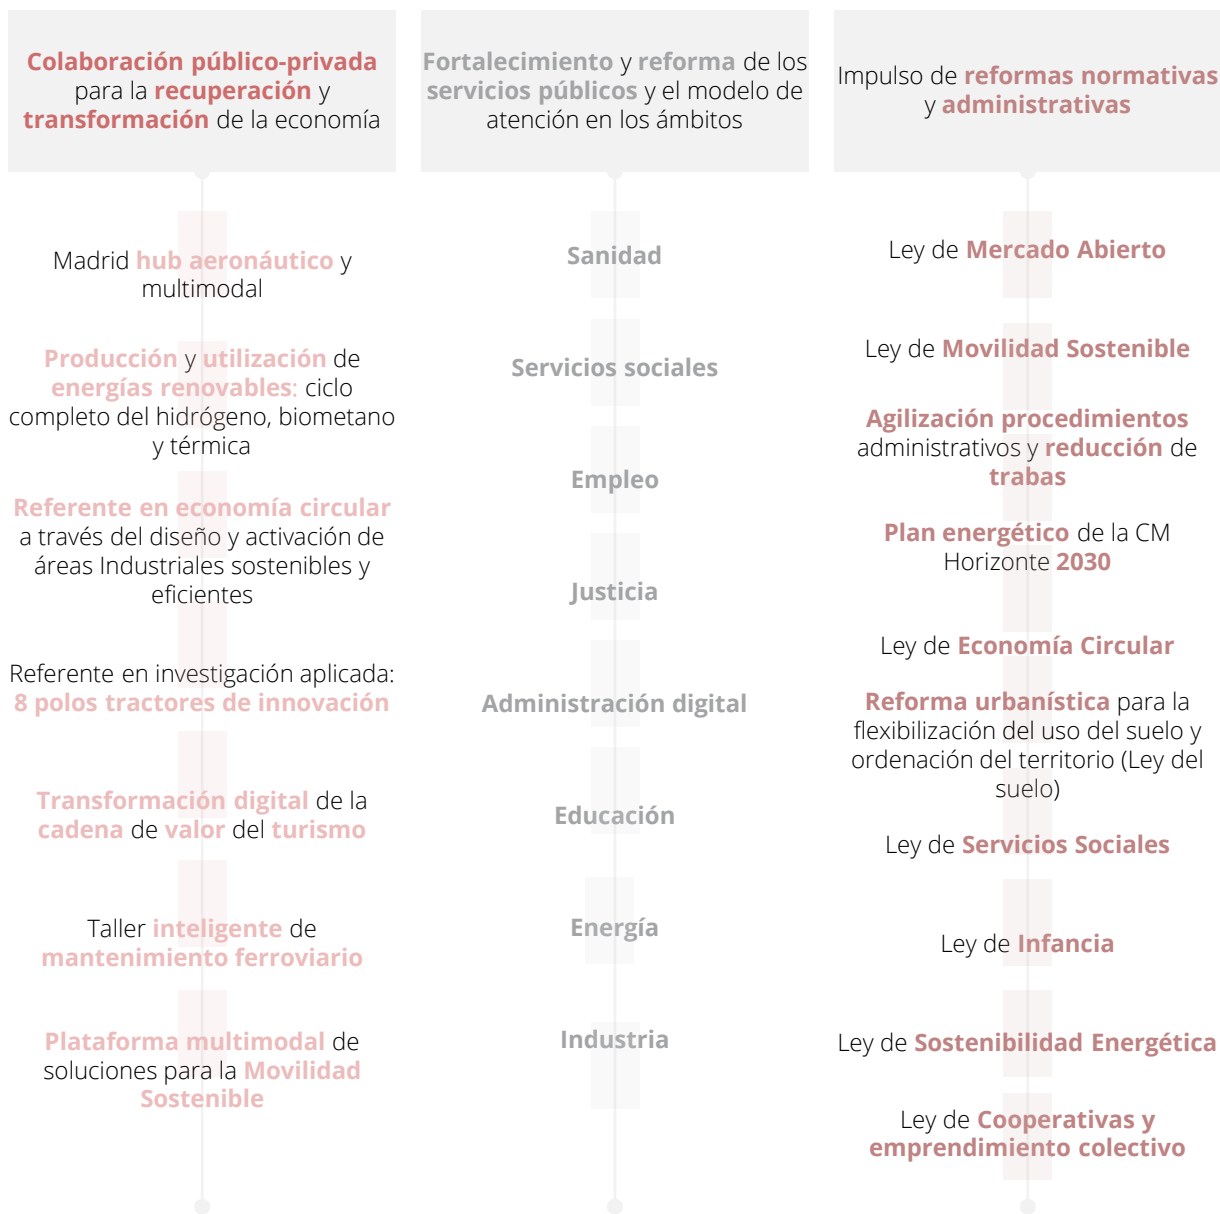 Colaboración público-privada
para la recuperación y
transformación de la economía
Madrid hub aeronáutico y
multimodal
Producción y utilización de
energías renovables: ciclo
completo del hidrógeno, biometano
y térmica
Referente en economía circular
a través del diseño y activación de
áreas Industriales sostenibles y
eficientes
Referente en investigación aplicada:
8 polos tractores de innovación
Transformación digital de la
cadena de valor del turismo
Taller inteligente de
mantenimiento ferroviario
Plataforma multimodal de
soluciones para la Movilidad
Sostenible
Fortalecimiento y reforma de los
servicios públicos y el modelo de
atención en los ámbitos
Sanidad
Servicios sociales
Empleo
Justicia
Administración digital
Educación
Energía
Industria
Impulso de reformas normativas
y administrativas
Ley de Mercado Abierto
Ley de Movilidad Sostenible
Agilización procedimientos
administrativos y reducción de
trabas
Plan energético de la CM
Horizonte 2030
Ley de Economía Circular
Reforma urbanística para la
flexibilización del uso del suelo y
ordenación del territorio (Ley del
suelo)
Ley de Servicios Sociales
Ley de Infancia
Ley de Sostenibilidad Energética
Ley de Cooperativas y
emprendimiento colectivo